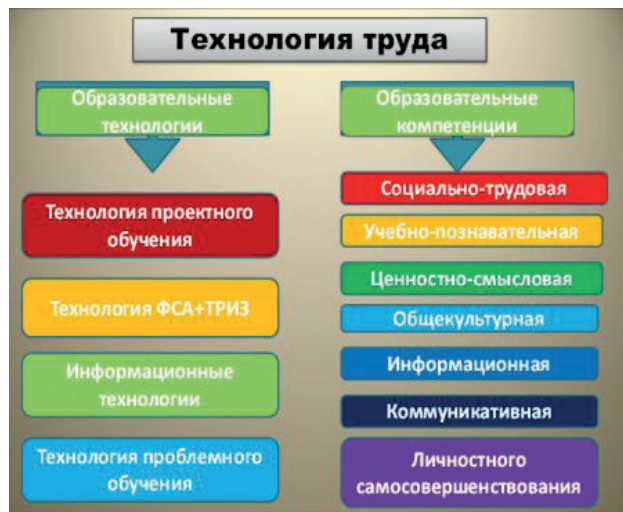 Технология труда
Образовательные
технологии
Технология проектного
обучения
Технология ФСА+ТРИЗ
Информационные
технологии
Технология проблемного
обучения
Образовательные
компетенции
Социально-трудовая
Учебно-познавательная
Ценностно-смысловая
Общекультурная
Информационная
Коммуникативная
Личностного
самосовершенствования